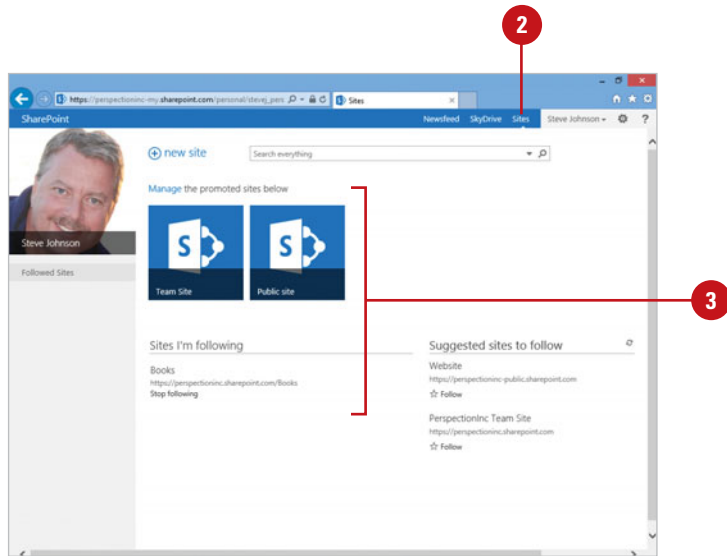 2
https://perspectioninc-my.sharepoint.com/personal/stevej_pers
Sites
SharePoint
Newsfeed SkyDrive Sites Steve Johnson ?
new site
Search everything
Manage the promoted sites below
S S
Steve Johnson
Team Site Public site
3
Followed Sites
Sites I'm following
Suggested sites to follow
Books
https://perspectioninc.sharepoint.com/Books
Stop following
Website
https://perspectioninc-public.sharepoint.com
Follow
PerspectionInc Team Site
https://perspectioninc.sharepoint.com
Follow